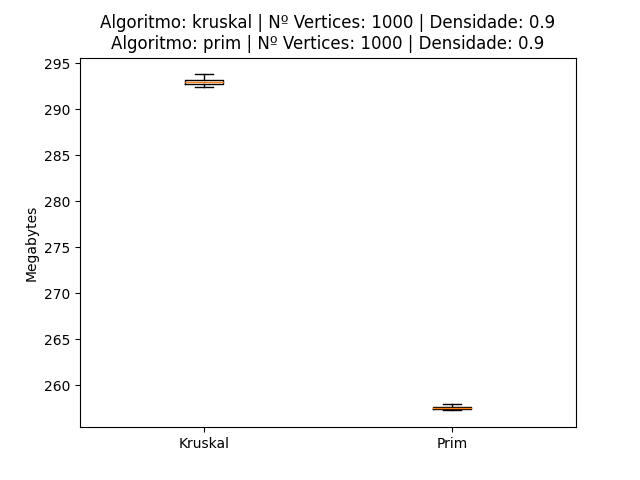 Algoritmo: kruskal | Nº Vertices: 1000 | Densidade: 0.9
Algoritmo: prim | Nº Vertices: 1000 | Densidade: 0.9
295
290
285
280
275
270
265
260
Megabytes
Kruskal
Prim